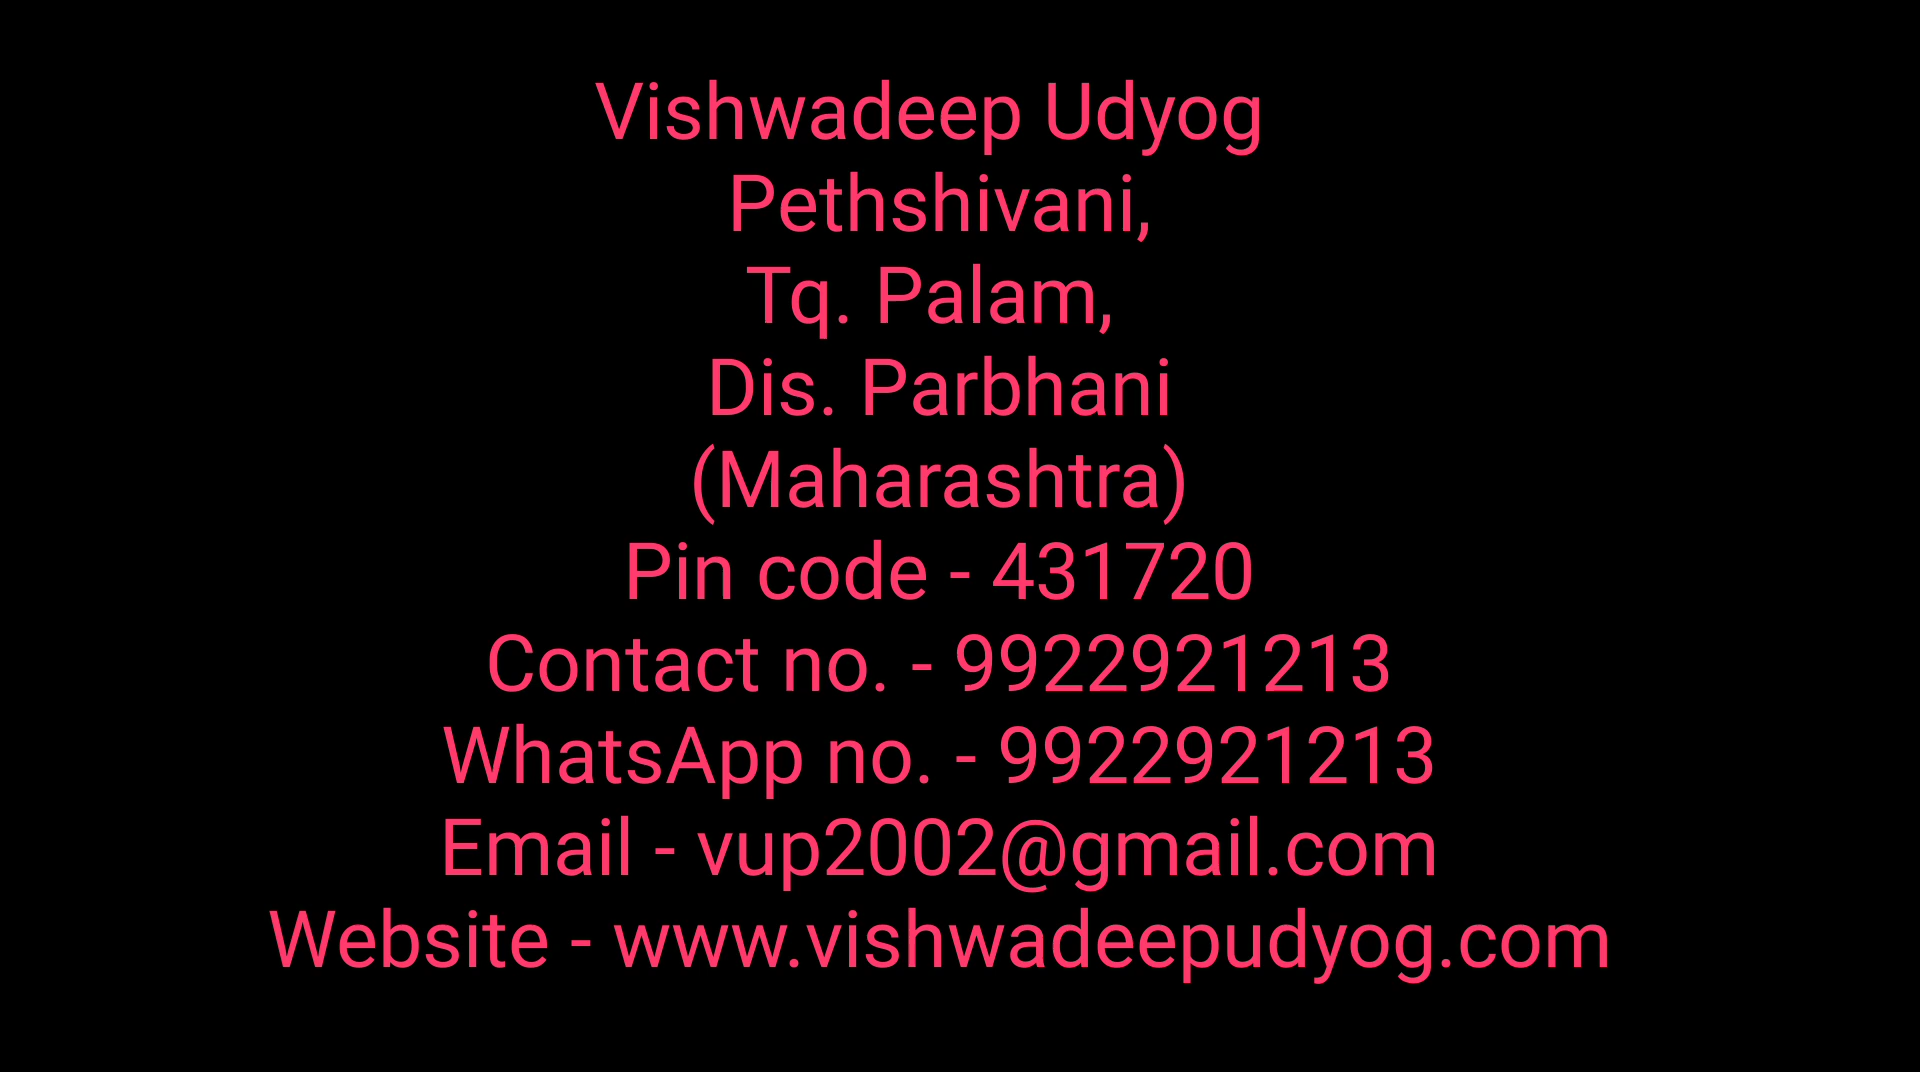 Vishwadeep Udyog
Pethshivani,
Tq. Palam,
Dis. Parbhani
(Maharashtra)
Pin code - 431720
Contact no. - 9922921213
WhatsApp no. - 9922921213
Email - vup2002@gmail.com
Website - www.vishwadeepudyog.com